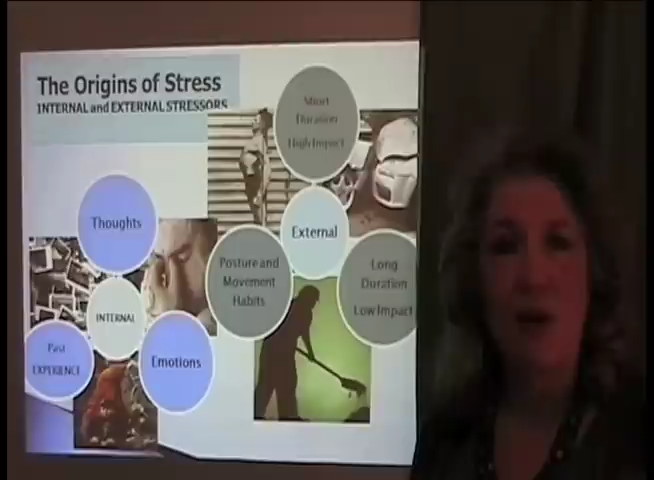 The Origins of Stress
INTERNAL and EXTERNAL STRESSORS
Short
Duration
High Impact
Thoughts
External
Posture and
Movement
Habits
Long
Duration
Low Impact
INTERNAL
Past
EXPERIENCE
Emotions